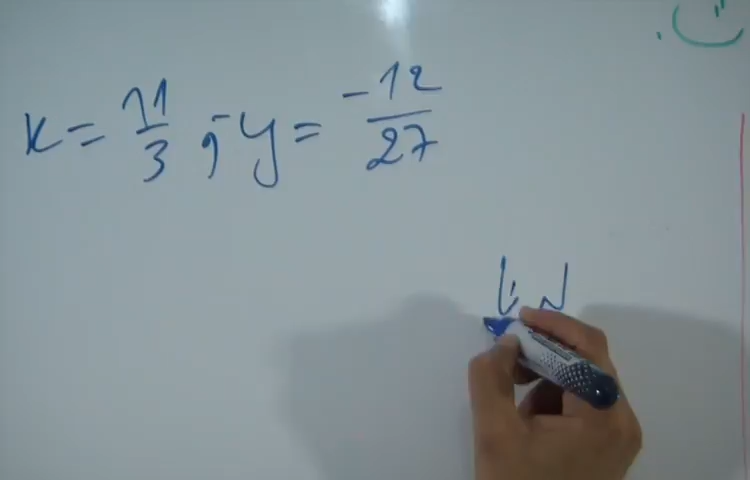 x = 11/3 ; y = -12/27